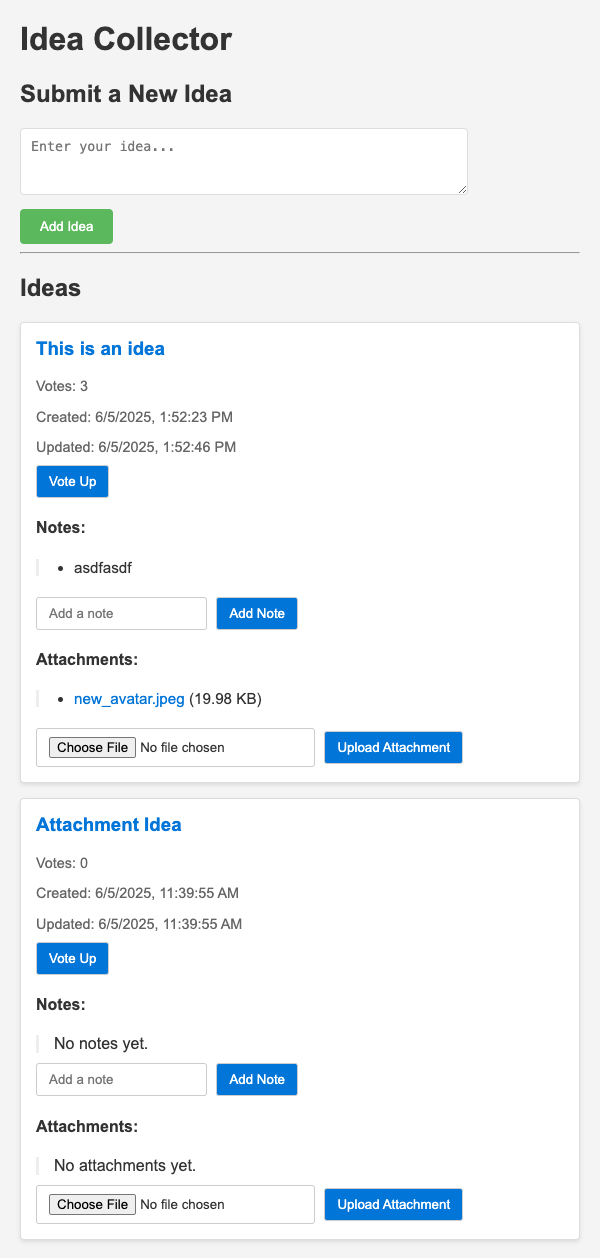 Idea Collector
Submit a New Idea
Enter your idea...
Add Idea
Ideas
This is an idea
Votes: 3
Created: 6/5/2025, 1:52:23 PM
Updated: 6/5/2025, 1:52:46 PM
Vote Up
Notes:
• asdfasdf
Add a note Add Note
Attachments:
• new_avatar.jpeg (19.98 KB)
Choose File No file chosen Upload Attachment
Attachment Idea
Votes: 0
Created: 6/5/2025, 11:39:55 AM
Updated: 6/5/2025, 11:39:55 AM
Vote Up
Notes:
No notes yet.
Add a note Add Note
Attachments:
No attachments yet.
Choose File No file chosen Upload Attachment